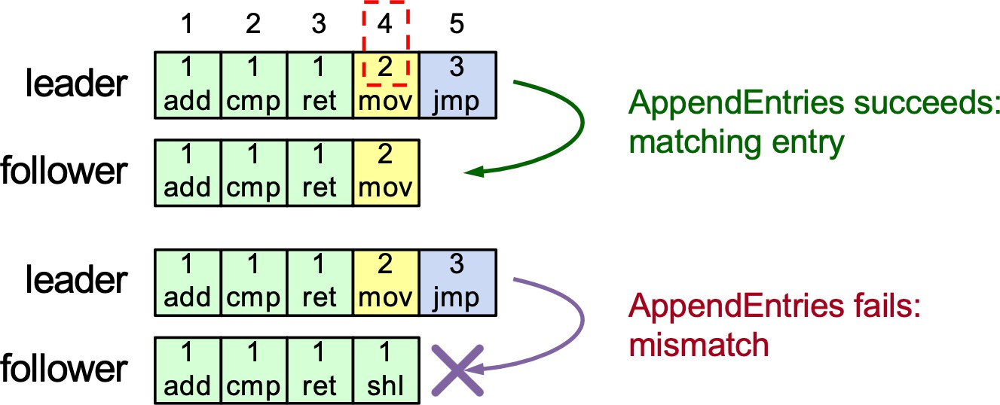 1 2 3 4 5
leader
1 1 1 2 3
add cmp ret mov jmp
AppendEntries succeeds:
matching entry
follower
1 1 1 2
add cmp ret mov
leader
1 1 1 2 3
add cmp ret mov jmp
AppendEntries fails:
mismatch
follower
1 1 1 1
add cmp ret shl